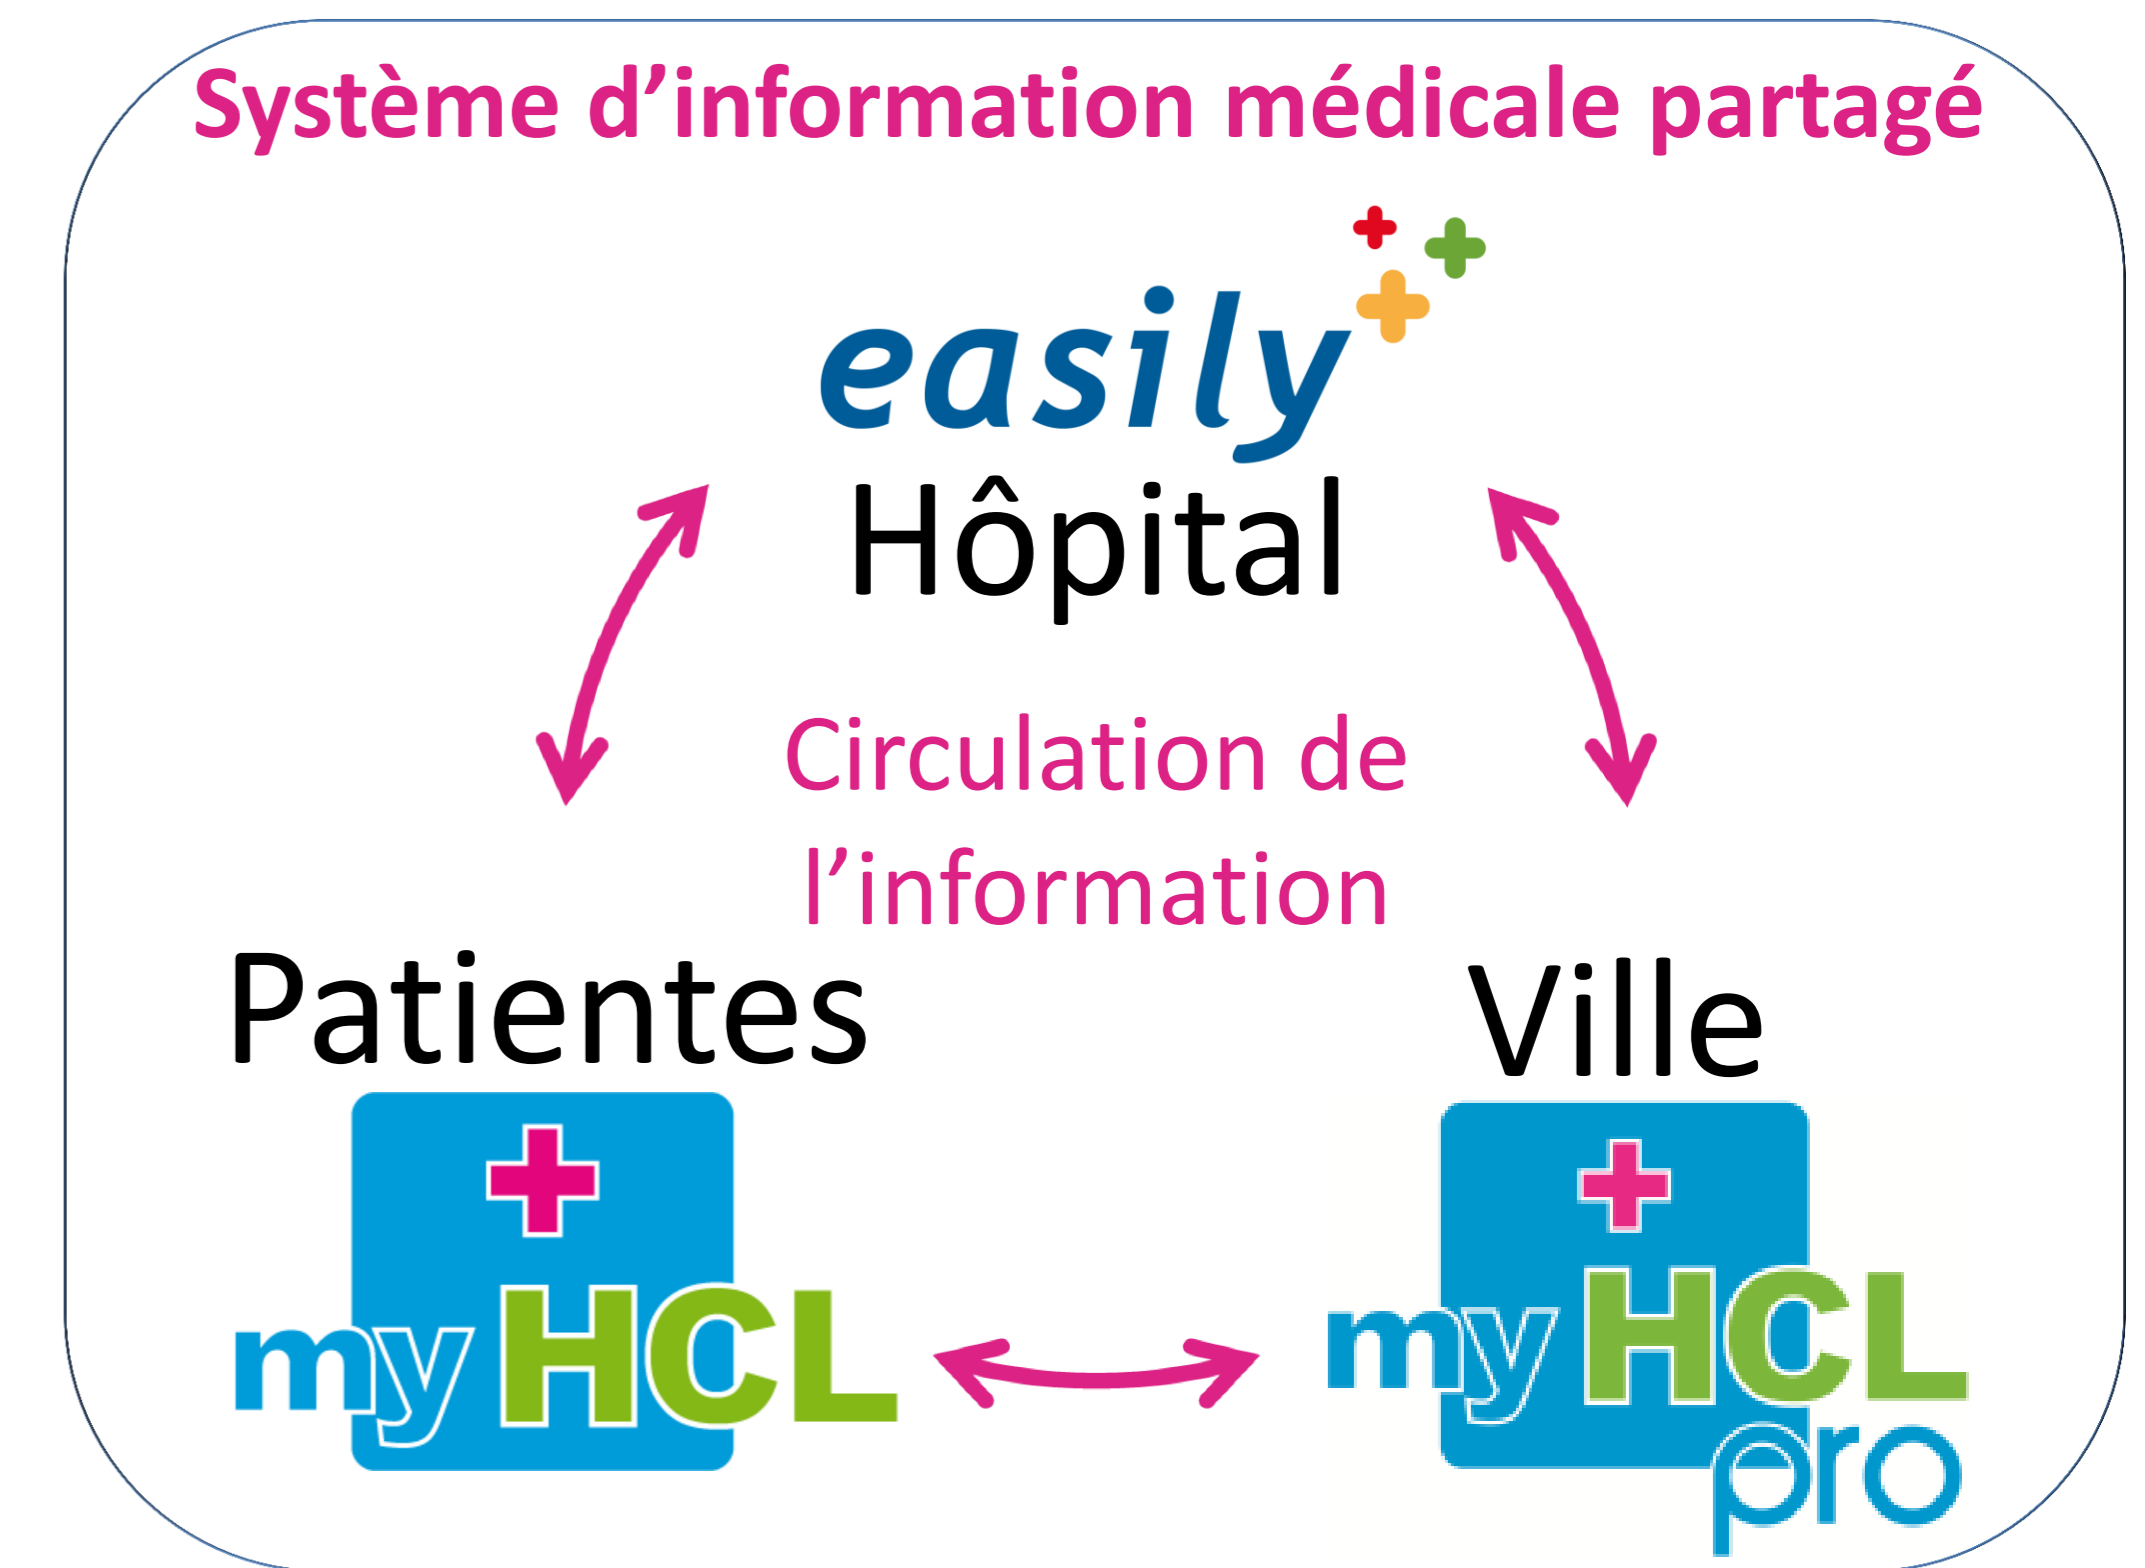 Système d’information médicale partagé
easily
Hôpital
Circulation de
l’information
Patientes
Ville
myHCL
myHCL
pro